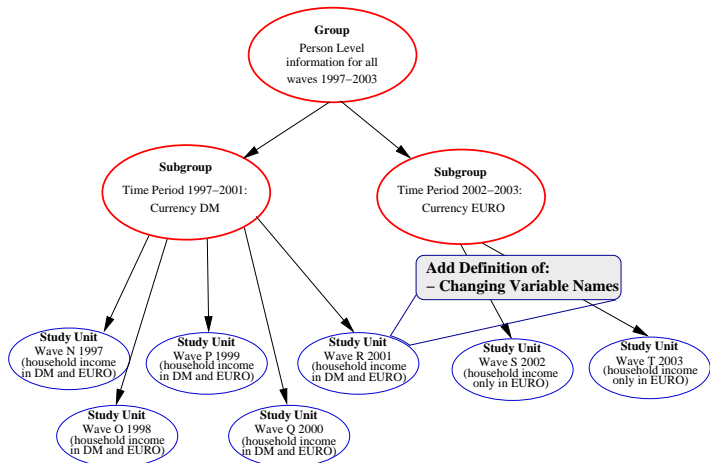 Group
Person Level
information for all
waves 1997–2003
Subgroup
Time Period 1997–2001:
Currency DM
Subgroup
Time Period 2002–2003:
Currency EURO
Add Definition of:
– Changing Variable Names
Study Unit
Wave N 1997
(household income
in DM and EURO)
Study Unit
Wave P 1999
(household income
in DM and EURO)
Study Unit
Wave R 2001
(household income
in DM and EURO)
Study Unit
Wave S 2002
(household income
only in EURO)
Study Unit
Wave T 2003
(household income
only in EURO)
Study Unit
Wave O 1998
(household income
in DM and EURO)
Study Unit
Wave Q 2000
(household income
in DM and EURO)